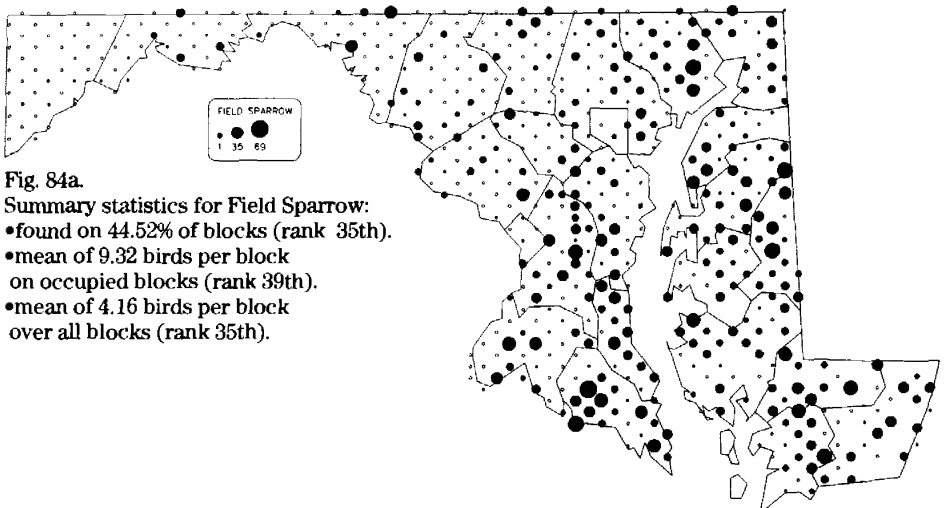 FIELD SPARROW
1 35 69
Fig. 84a.
Summary statistics for Field Sparrow:
•found on 44.52% of blocks (rank 35th).
•mean of 9.32 birds per block
on occupied blocks (rank 39th).
•mean of 4.16 birds per block
over all blocks (rank 35th).